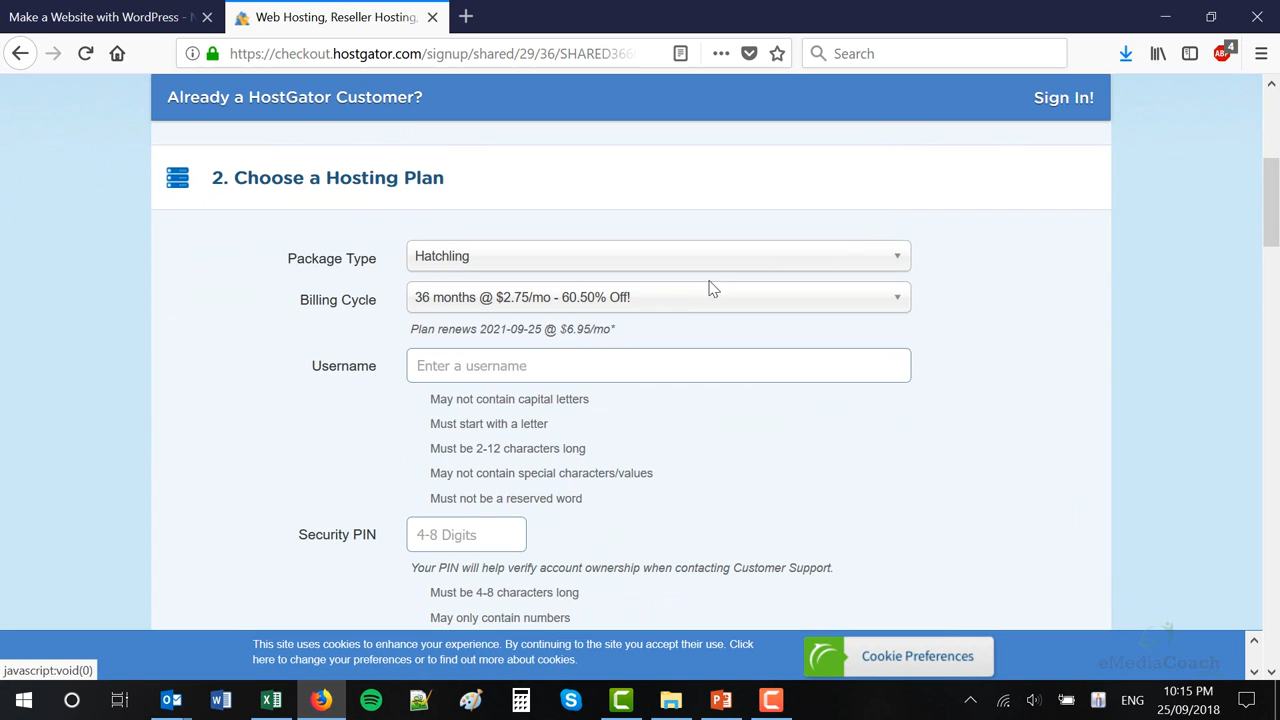 Make a Website with WordPress -
Web Hosting, Reseller Hosting,
https://checkout.hostgator.com/signup/shared/29/36/SHARED366
Search
4
Already a HostGator Customer?
Sign In!
2. Choose a Hosting Plan
Package Type
Hatchling
Billing Cycle
36 months @ $2.75/mo - 60.50% Off!
Plan renews 2021-09-25 @ $6.95/mo*
Username
Enter a username
May not contain capital letters
Must start with a letter
Must be 2-12 characters long
May not contain special characters/values
Must not be a reserved word
Security PIN
4-8 Digits
Your PIN will help verify account ownership when contacting Customer Support.
Must be 4-8 characters long
May only contain numbers
This site uses cookies to enhance your experience. By continuing to the site you accept their use. Click
here to change your preferences or to find out more about cookies.
Cookie Preferences
eMediaCoach
javascript:void(0)
ENG
10:15 PM
25/09/2018